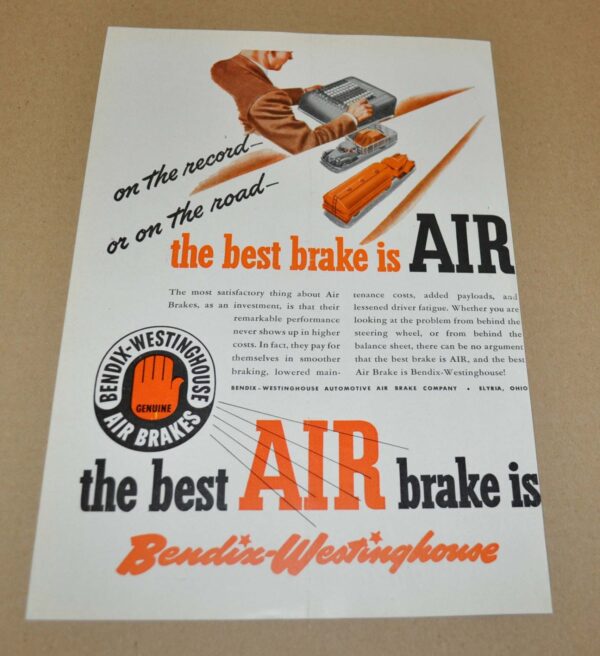 on the record—
or on the road—
the best brake is AIR
The most satisfactory thing about Air
Brakes, as an investment, is that their
remarkable performance
never shows up in higher
costs. In fact, they pay for
themselves in smoother
braking, lowered main-
tenance costs, added payloads, and
lessened driver fatigue. Whether you are
looking at the problem from behind the
steering wheel, or from behind the
balance sheet, there can be no argument
that the best brake is AIR, and the best
Air Brake is Bendix-Westinghouse!
BENDIX-WESTINGHOUSE AUTOMOTIVE AIR BRAKE COMPANY • ELYRIA, OHIO
BENDIX-WESTINGHOUSE
GENUINE
AIR BRAKES
the best AIR brake is
Bendix-Westinghouse